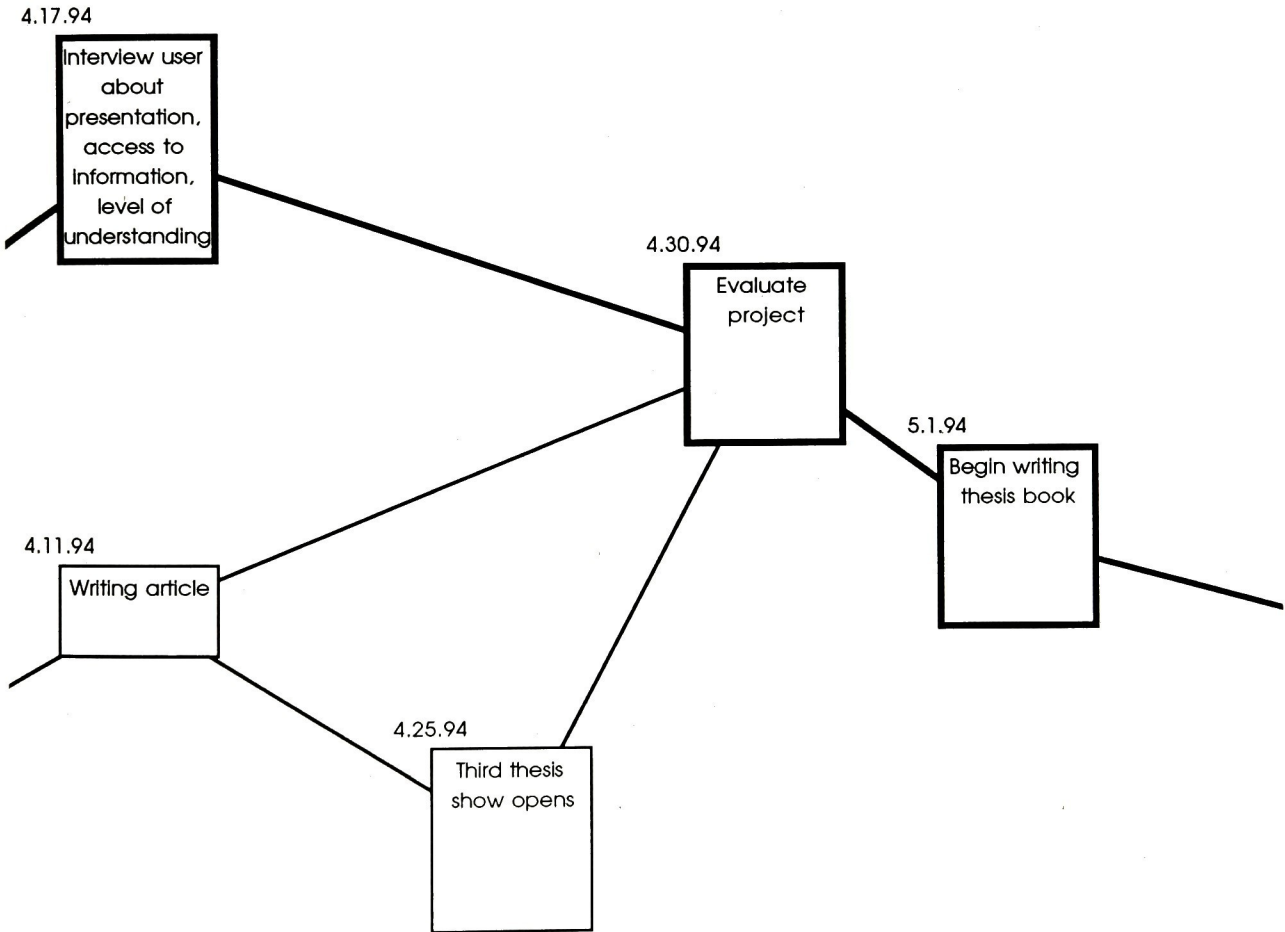 4.17.94
Interview user
about
presentation,
access to
information,
level of
understanding
4.30.94
Evaluate
project
5.1.94
Begin writing
thesis book
4.11.94
Writing article
4.25.94
Third thesis
show opens